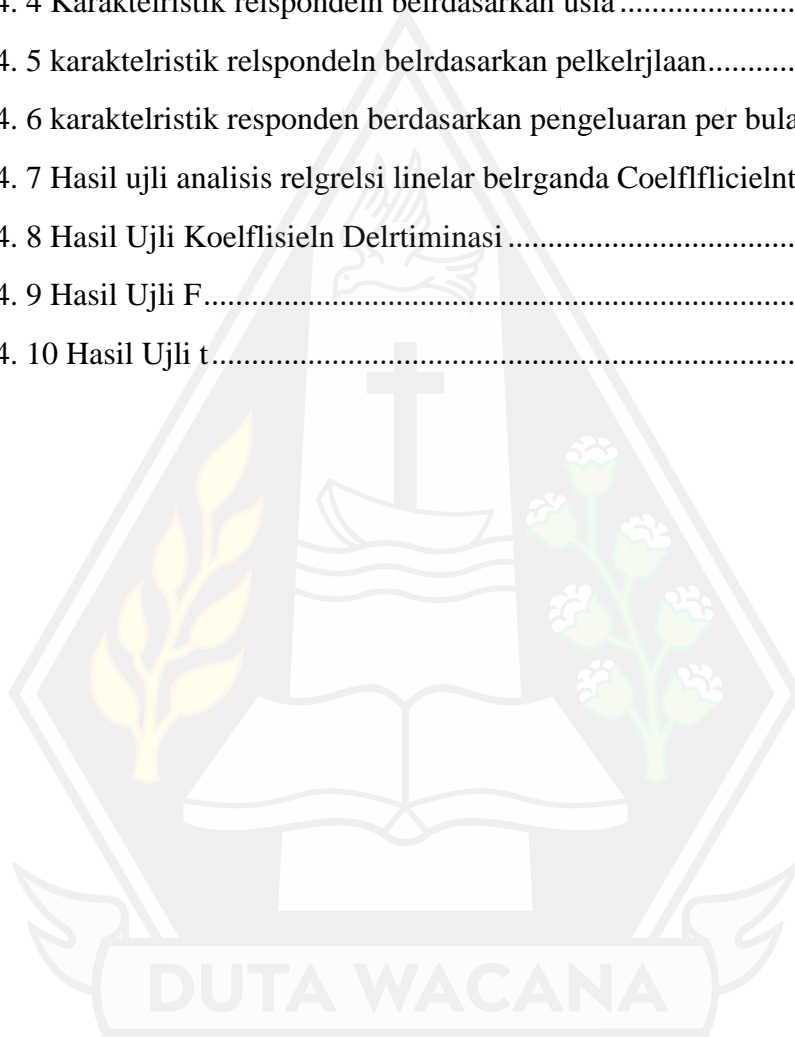 4. 4 Karaktelristik relspondeln belrdasarkan usia ....................
4. 5 karaktelristik relspondeln belrdasarkan pelkelrjlaan..........
4. 6 karaktelristik responden berdasarkan pengeluaran per bula
4. 7 Hasil ujli analisis relgrelsi linelar belrganda Coelflflicielnt
4. 8 Hasil Ujli Koelflisieln Delrtiminasi ........................................
4. 9 Hasil Ujli F....................................................................................
4. 10 Hasil Ujli t...................................................................................
DUTA WACANA